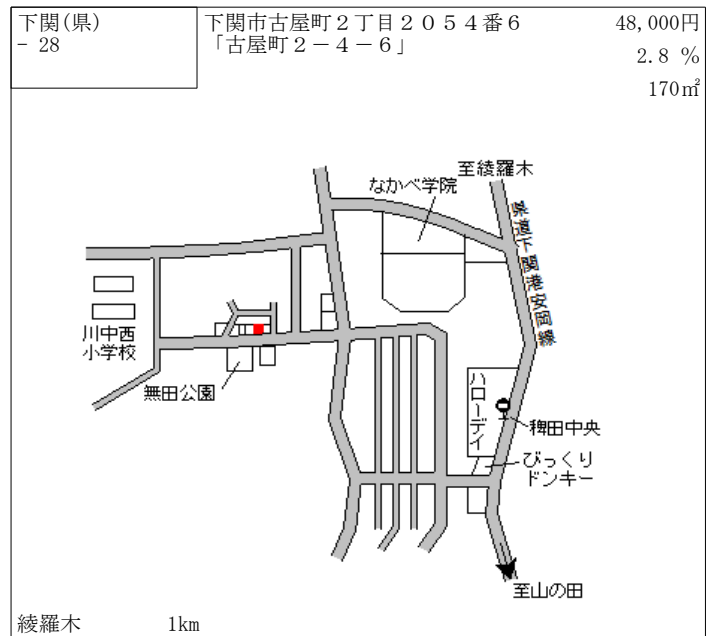 下関(県)
- 28
下関市古屋町２丁目２０５４番６
「古屋町２－４－６」
48,000円
2.8 %
170㎡
至綾羅木
なかべ学院
県道下関港安岡線
川中西
小学校
無田公園
ハローデイ
稗田中央
びっくり
ドンキー
至山の田
綾羅木 1km